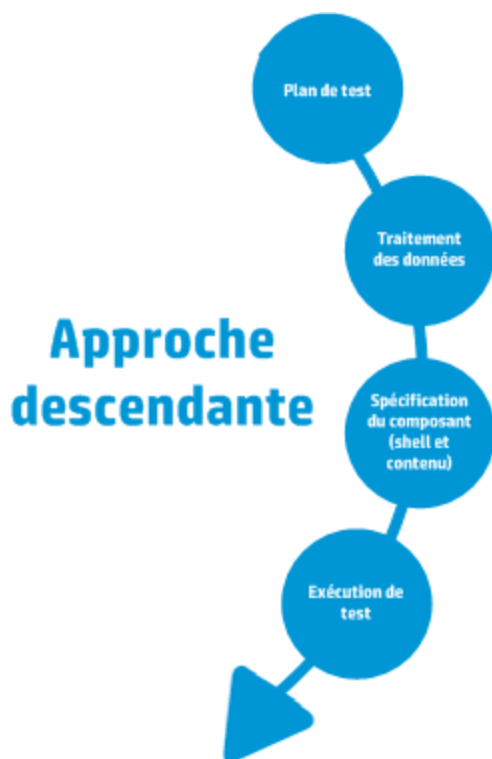 Plan de test
Traitement
des données
Approche
descendante
Spécification
du composant
(shell et
contenu)
Exécution de
test